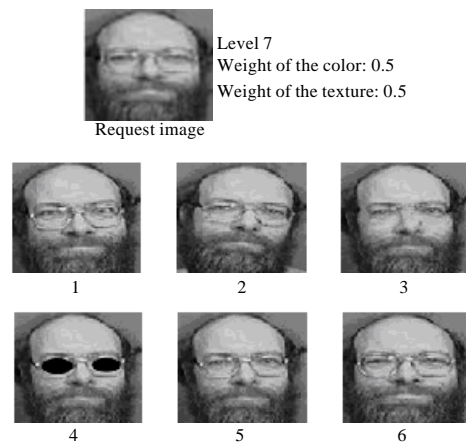 Level 7
Weight of the color: 0.5
Weight of the texture: 0.5
Request image
1 2 3
4 5 6